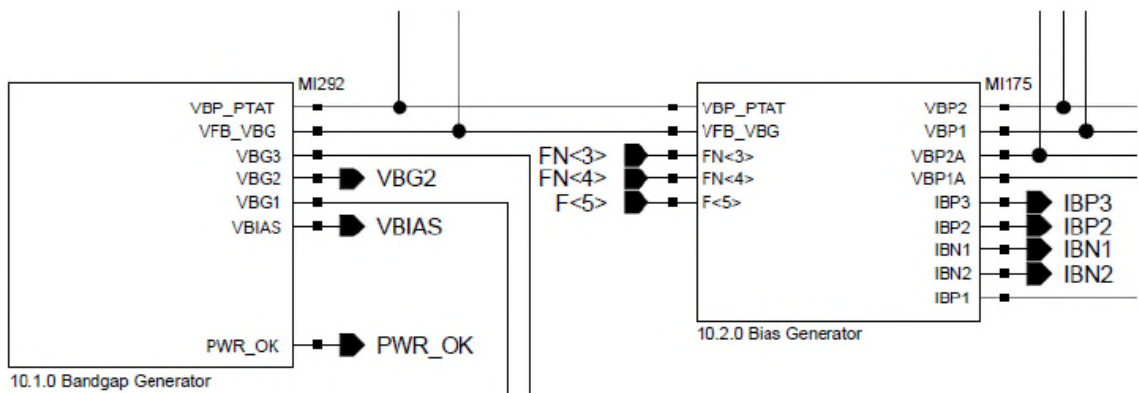 MI292
VBP_PTAT
VFB_VBG
VBG3
VBG2
VBG2
VBG1
VBIAS
VBIAS
PWR_OK
PWR_OK
10.1.0 Bandgap Generator
FN<3>
FN<4>
F<5>
MI175
VBP_PTAT
VFB_VBG
FN<3>
FN<4>
F<5>
VBP2
VBP1
VBP2A
VBP1A
IBP3
IBP3
IBP2
IBP2
IBN1
IBN1
IBN2
IBN2
IBP1
10.2.0 Bias Generator